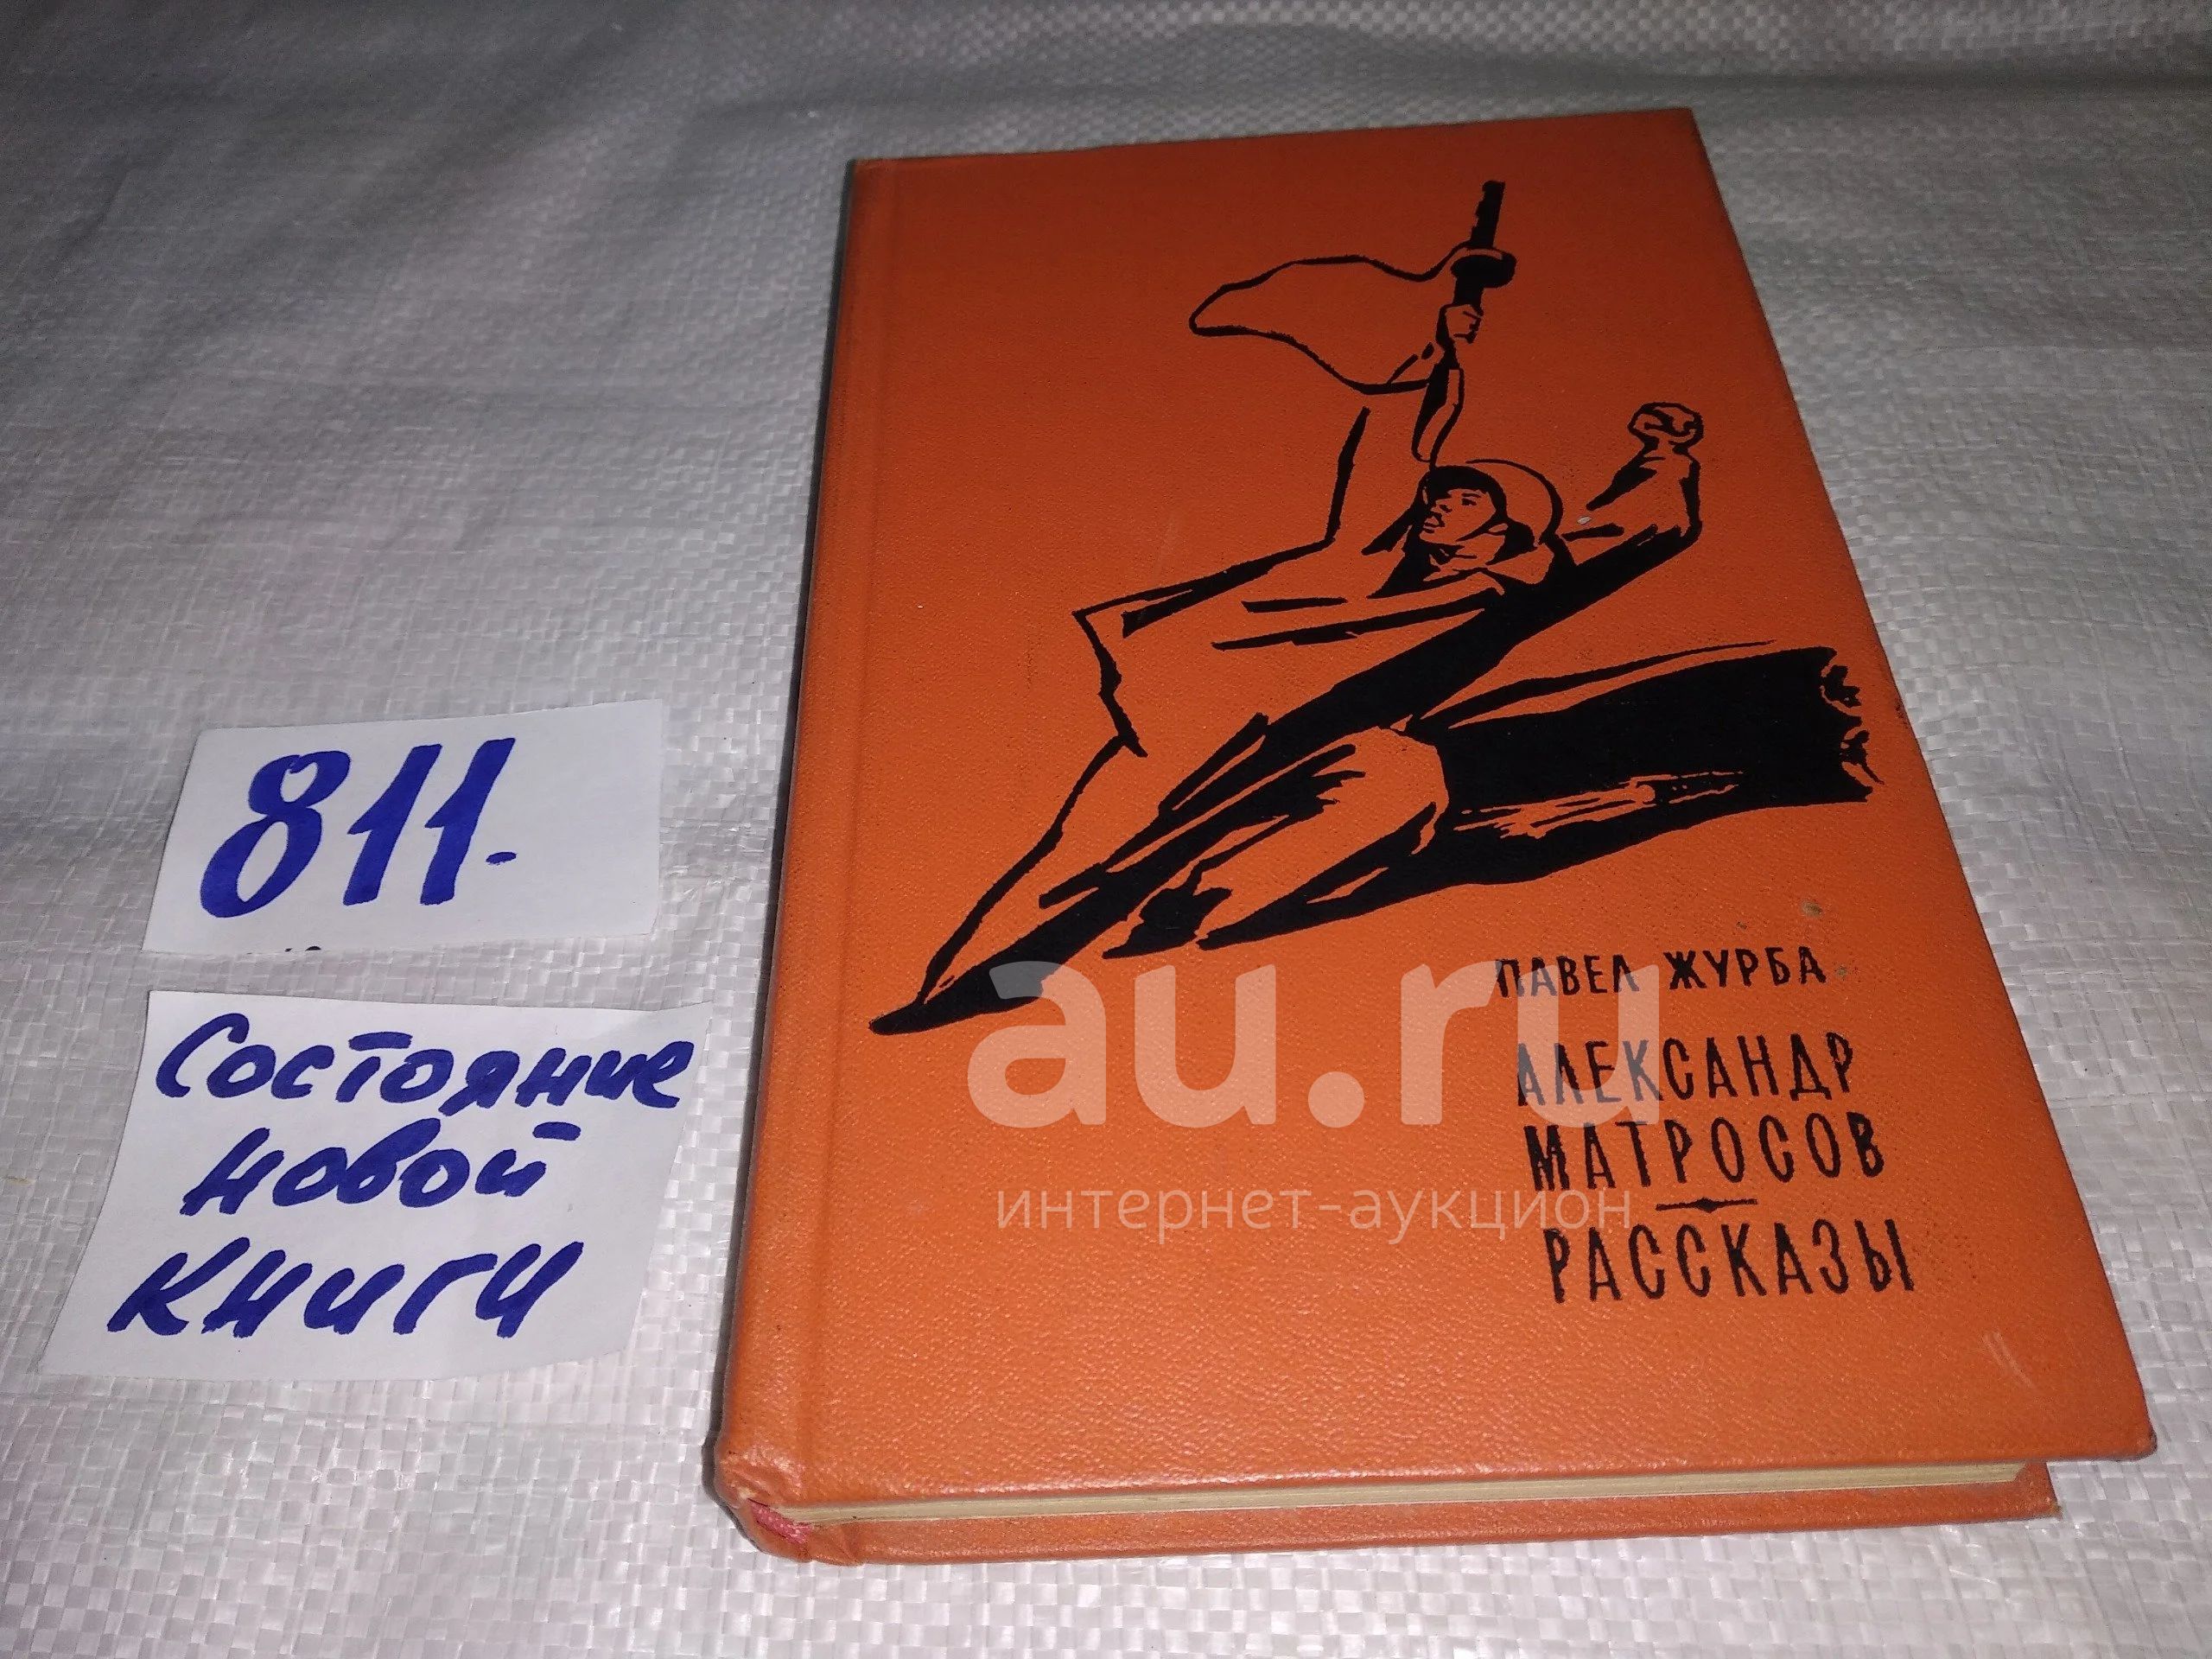 811.
Состояние
новой
книги
ПАВЕЛ ЖУРБА
АЛЕКСАНДР
МАТРОСОВ
РАССКАЗЫ
au.ru
интернет-аукцион